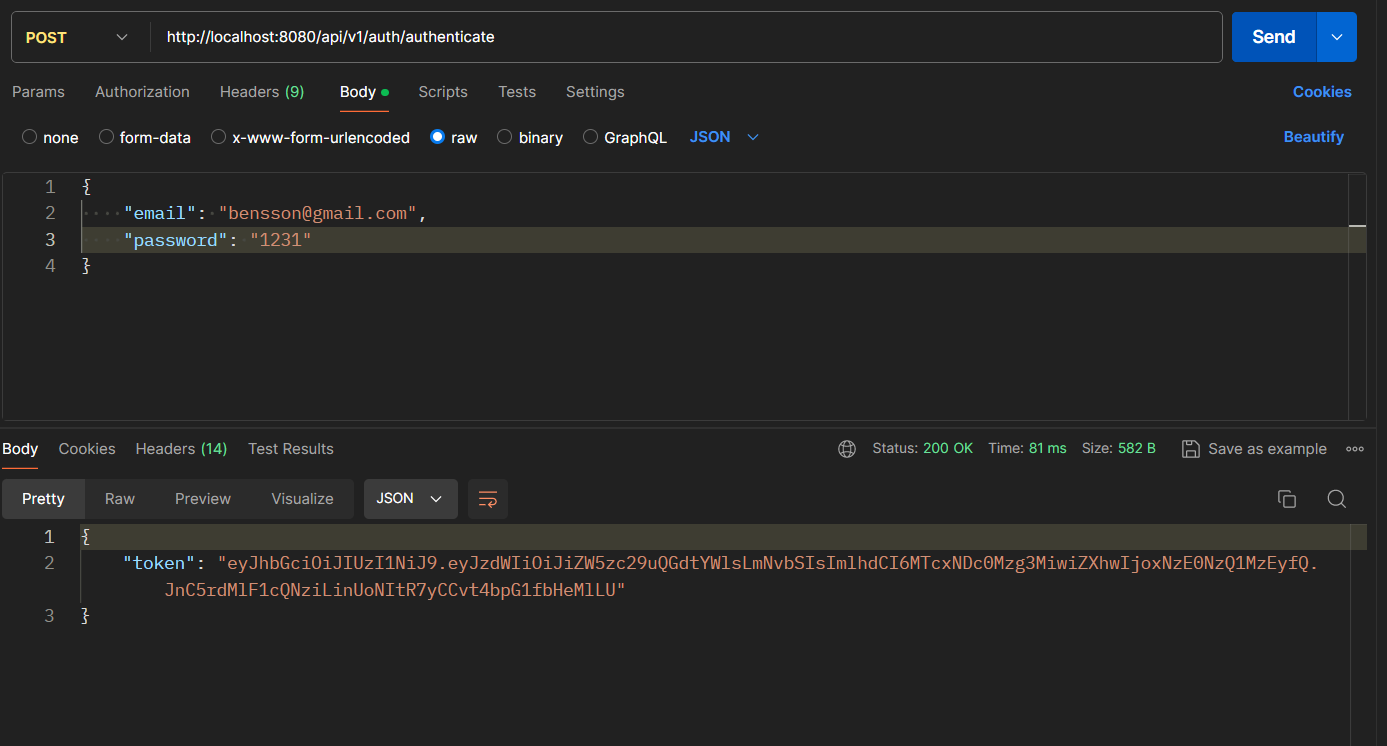 POST http://localhost:8080/api/v1/auth/authenticate Send
Params Authorization Headers (9) Body Scripts Tests Settings Cookies
none form-data x-www-form-urlencoded raw binary GraphQL JSON Beautify
1 {
2 "email": "bensson@gmail.com",
3 "password": "1231"
4 }
Body Cookies Headers (14) Test Results Status: 200 OK Time: 81 ms Size: 582 B Save as example
Pretty Raw Preview Visualize JSON
1 {
2 "token": "eyJhbGciOiJIUzI1NiJ9.eyJzdWIiOiJiZW5zc29uQGdtYWlsLmNvbSIsImlhdCI6MTcxNDc0Mzg3MiwiZXhwIjoxNzE0NzQ1MzEyfQ.
JnC5rdMlF1cQNziLinUoNItR7yCCvt4bpG1fbHeMlLU"
3 }